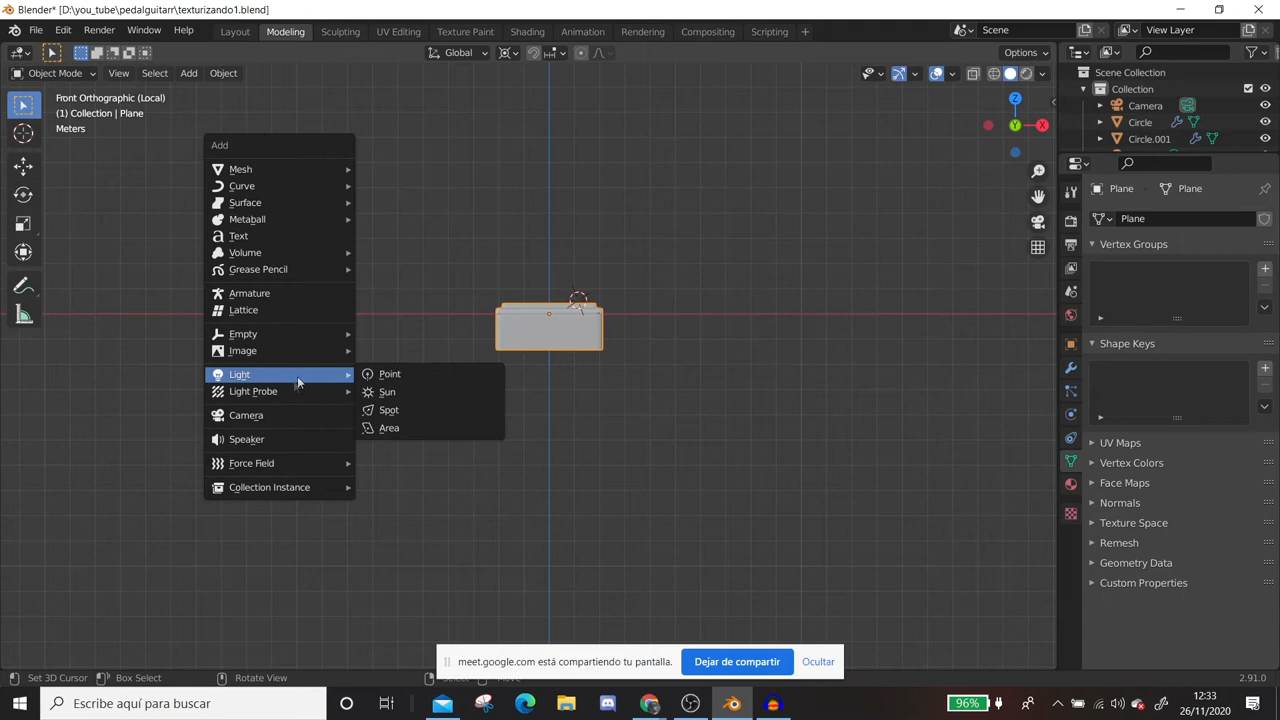 Blender* [D:\you_tube\pedalguitarr\texturizando1.blend]
File Edit Render Window Help
Layout Modeling Sculpting UV Editing Texture Paint Shading Animation Rendering Compositing Scripting +
Scene
View Layer
Global
Options
Object Mode View Select Add Object
Front Orthographic (Local)
(1) Collection | Plane
Meters
Z
Y
X
Add
Mesh
Curve
Surface
Metaball
Text
Volume
Grease Pencil
Armature
Lattice
Empty
Image
Light
Light Probe
Camera
Speaker
Force Field
Collection Instance
Point
Sun
Spot
Area
Scene Collection
Collection
Camera
Circle
Circle.001
Plane Plane
Plane
Vertex Groups
Shape Keys
UV Maps
Vertex Colors
Face Maps
Normals
Texture Space
Remesh
Geometry Data
Custom Properties
meet.google.com está compartiendo tu pantalla. Dejar de compartir Ocultar
Set 3D Cursor Box Select Rotate View Select Move 2.91.0
Escribe aquí para buscar
96%
12:33
26/11/2020